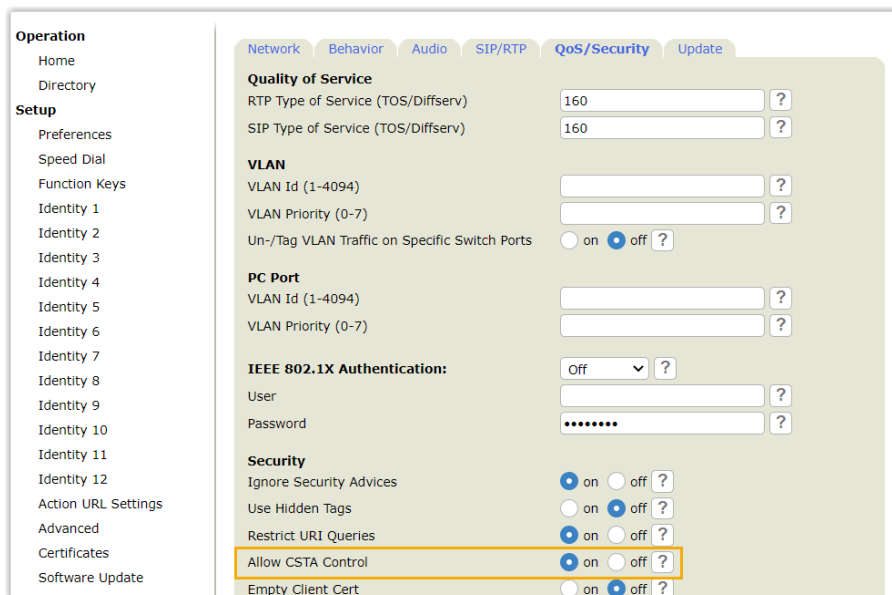 Operation
Home
Directory
Setup
Preferences
Speed Dial
Function Keys
Identity 1
Identity 2
Identity 3
Identity 4
Identity 5
Identity 6
Identity 7
Identity 8
Identity 9
Identity 10
Identity 11
Identity 12
Action URL Settings
Advanced
Certificates
Software Update
Network Behavior Audio SIP/RTP QoS/Security Update
Quality of Service
RTP Type of Service (TOS/Diffserv) 160 ?
SIP Type of Service (TOS/Diffserv) 160 ?
VLAN
VLAN Id (1-4094) ?
VLAN Priority (0-7) ?
Un-/Tag VLAN Traffic on Specific Switch Ports on off ?
PC Port
VLAN Id (1-4094) ?
VLAN Priority (0-7) ?
IEEE 802.1X Authentication: Off ?
User ?
Password •••••••• ?
Security
Ignore Security Advices on off ?
Use Hidden Tags on off ?
Restrict URI Queries on off ?
Allow CSTA Control on off ?
Empty Client Cert on off ?